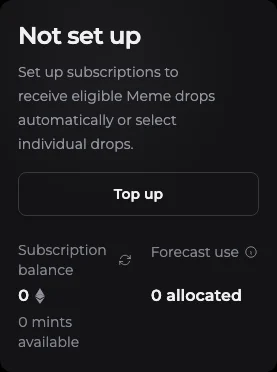 Not set up
Set up subscriptions to
receive eligible Meme drops
automatically or select
individual drops.
Top up
Subscription
balance
Forecast use
0
0 allocated
0 mints
available